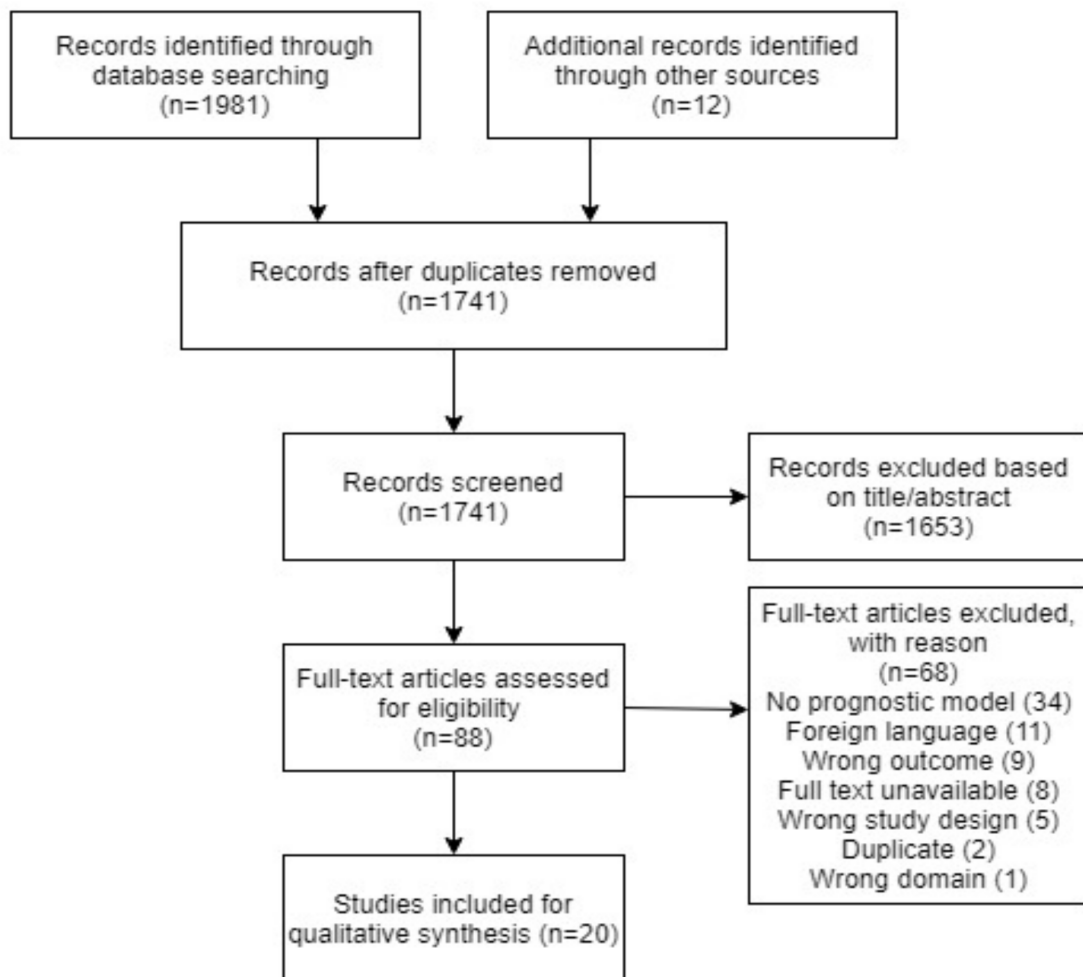 Records identified through
database searching
(n=1981)
Additional records identified
through other sources
(n=12)
Records after duplicates removed
(n=1741)
Records screened
(n=1741)
Records excluded based
on title/abstract
(n=1653)
Full-text articles assessed
for eligibility
(n=88)
Full-text articles excluded,
with reason
(n=68)
No prognostic model (34)
Foreign language (11)
Wrong outcome (9)
Full text unavailable (8)
Wrong study design (5)
Duplicate (2)
Wrong domain (1)
Studies included for
qualitative synthesis (n=20)